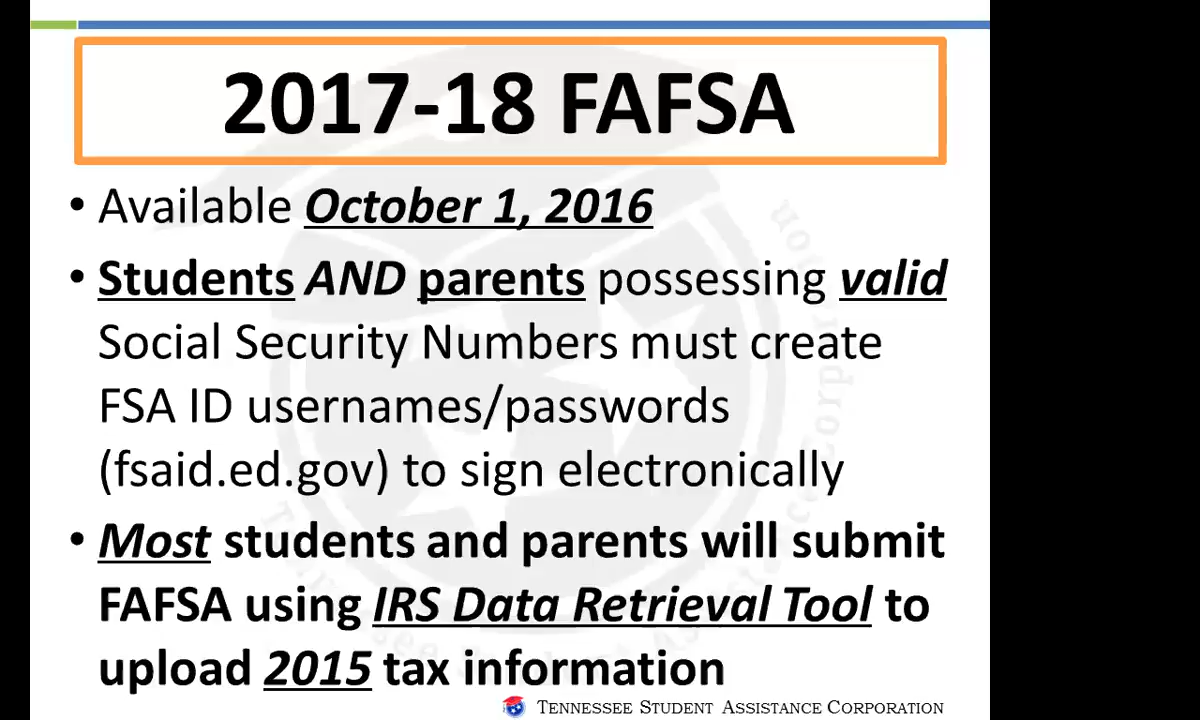 2017-18 FAFSA
• Available October 1, 2016
• Students AND parents possessing valid
Social Security Numbers must create
FSA ID usernames/passwords
(fsaid.ed.gov) to sign electronically
• Most students and parents will submit
FAFSA using IRS Data Retrieval Tool to
upload 2015 tax information
TENNESSEE STUDENT ASSISTANCE CORPORATION